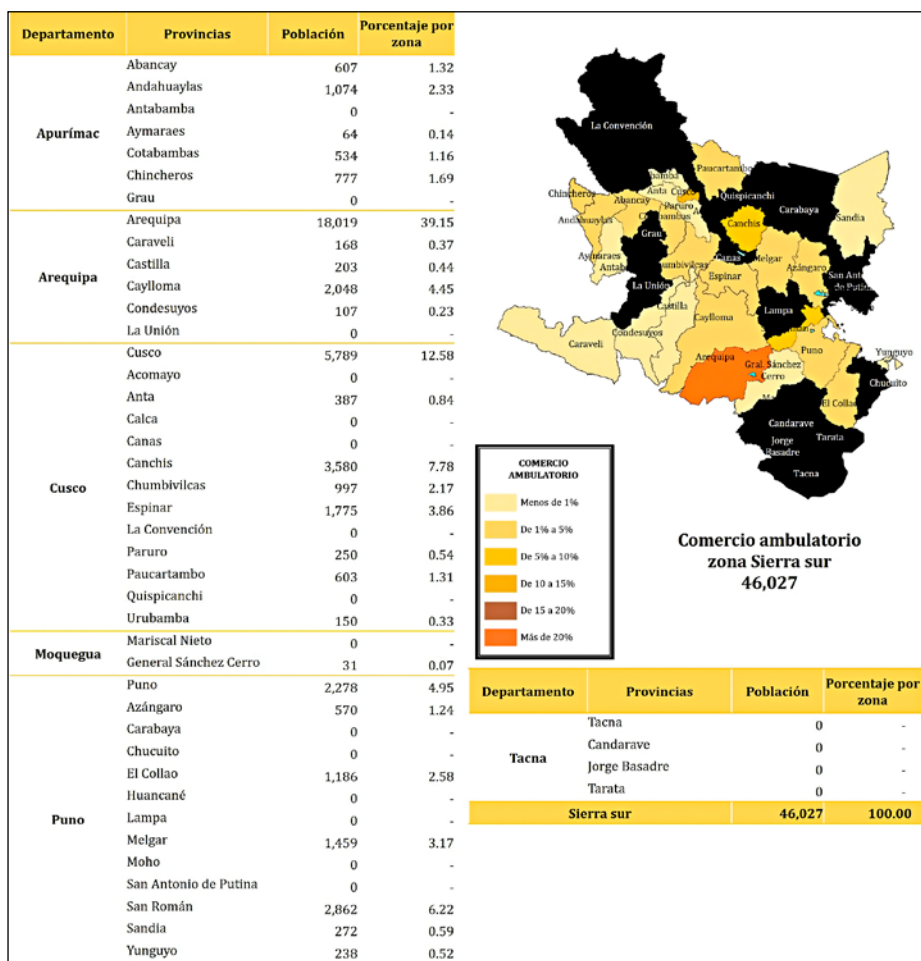 Departamento Provincias Población Porcentaje por zona
Apurímac
Abancay 607 1.32
Andahuaylas 1,074 2.33
Antabamba 0 -
Aymaraes 64 0.14
Cotabambas 534 1.16
Chincheros 777 1.69
Grau 0 -
Arequipa
Arequipa 18,019 39.15
Caraveli 168 0.37
Castilla 203 0.44
Caylloma 2,048 4.45
Condesuyos 107 0.23
La Unión 0 -
Cusco
Cusco 5,789 12.58
Acomayo 0 -
Anta 387 0.84
Calca 0 -
Canas 0 -
Canchis 3,580 7.78
Chumbivilcas 997 2.17
Espinar 1,775 3.86
La Convención 0 -
Paruro 250 0.54
Paucartambo 603 1.31
Quispicanchi 0 -
Urubamba 150 0.33
Moquegua
Mariscal Nieto 0 -
General Sánchez Cerro 31 0.07
Puno
Puno 2,278 4.95
Azángaro 570 1.24
Carabaya 0 -
Chucuito 0 -
El Collao 1,186 2.58
Huancané 0 -
Lampa 0 -
Melgar 1,459 3.17
Moho 0 -
San Antonio de Putina 0 -
San Román 2,862 6.22
Sandia 272 0.59
Yunguyo 238 0.52
La Convención
Paucartambo
Anta
Cusco
Chincheros
Abancay
Paruro
Quispicanchi
Carabaya
Sandia
Andahuaylas
Grau
Canchis
Aymaraes
Canas
Melgar
Azángaro
Espinar
La Unión
Castilla
Lampa
Caylloma
Condesuyos
Caraveli
Arequipa
Gral. Sánchez
Cerro
Puno
Yunguyo
Chucuito
El Collao
Candarave
Jorge
Basadre
Tarata
Tacna
COMERCIO
AMBULATORIO
Menos de 1%
De 1% a 5%
De 5% a 10%
De 10 a 15%
De 15 a 20%
Más de 20%
Comercio ambulatorio
zona Sierra sur
46,027
Departamento Provincias Población Porcentaje por zona
Tacna
Tacna 0 -
Candarave 0 -
Jorge Basadre 0 -
Tarata 0 -
Sierra sur 46,027 100.00